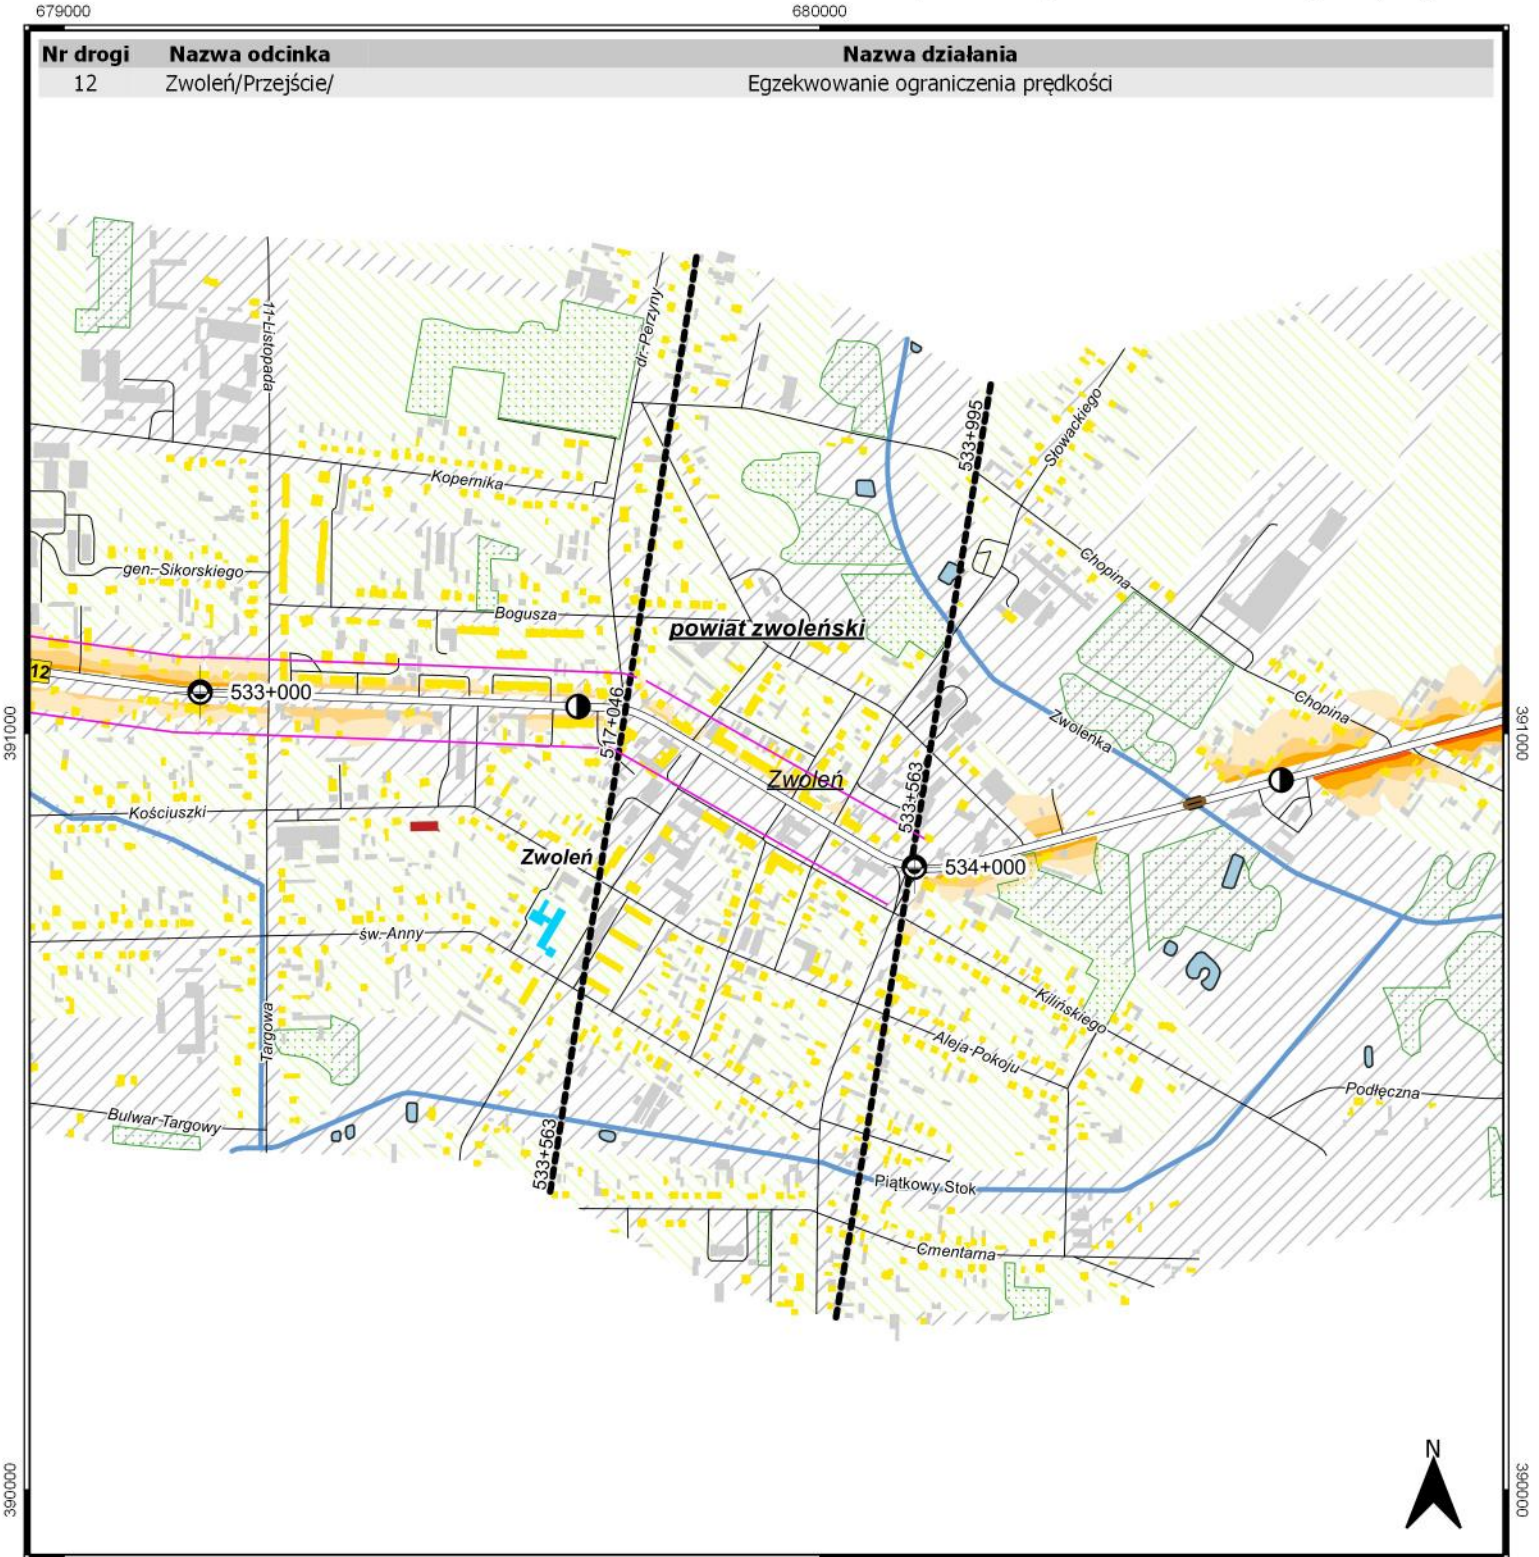 679000 680000
Nr drogi Nazwa odcinka Nazwa działania
12 Zwoleń/Przejście/ Egzekwowanie ograniczenia prędkości
11-Listopada
dr.-Perzyny
533+995
Słowackiego
Kopernika
Chopina
gen.-Sikorskiego
Bogusza
powiat zwoleński
12
533+000
517+046
Chopina
Zwoleńka
391000
391000
Zwoleń
533+563
Kościuszki
Zwoleń
534+000
św. Anny
Kilińskiego
Targowa
Aleja-Pokoju
Podłęczna
Bulwar-Targowy
533+563
Piątkowy Stok
Cmentarna
N
390000
390000